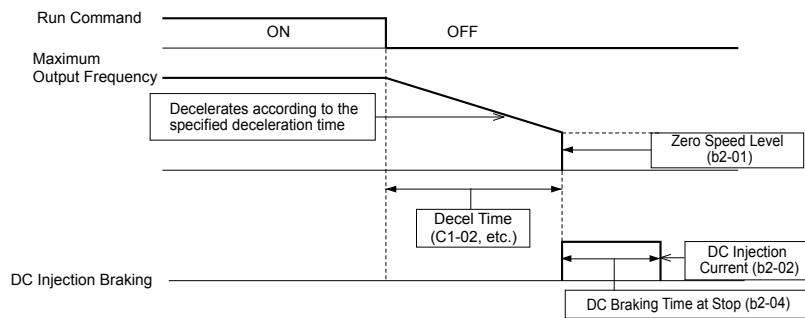 Run Command
ON
OFF
Maximum
Output Frequency
Decelerates according to the
specified deceleration time
Zero Speed Level
(b2-01)
Decel Time
(C1-02, etc.)
DC Injection
Current (b2-02)
DC Injection Braking
DC Braking Time at Stop (b2-04)